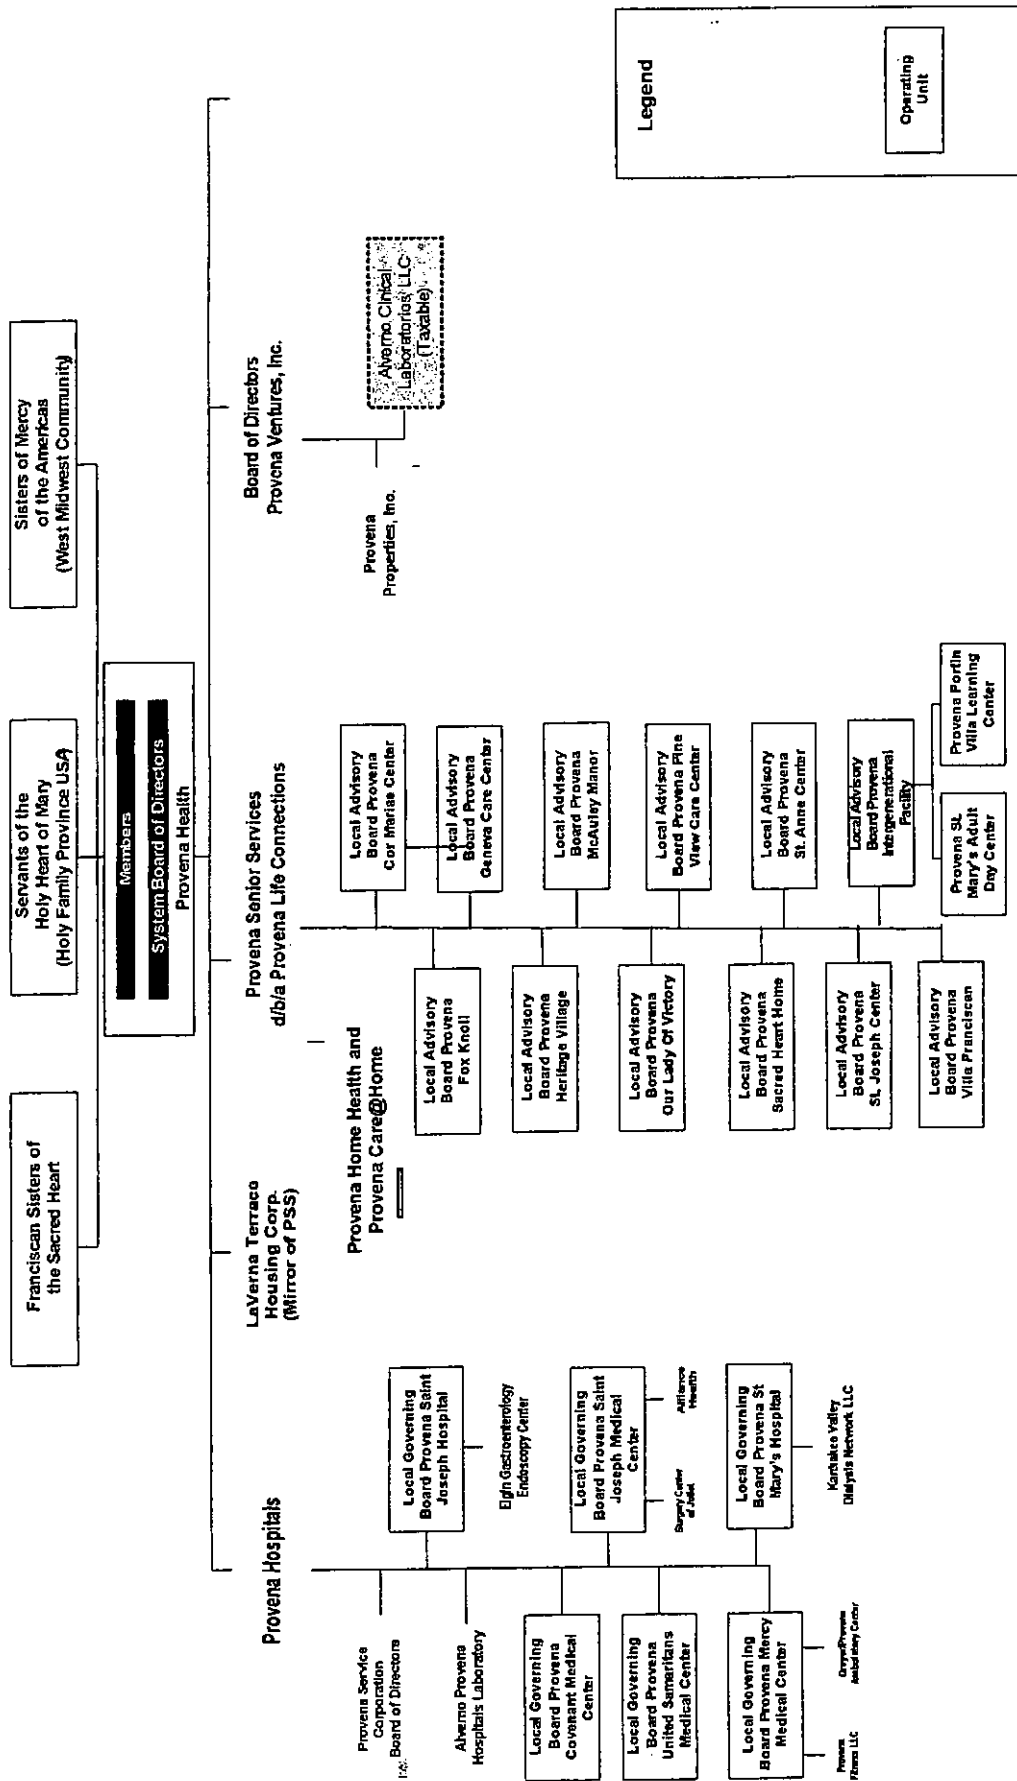 Franciscan Sisters of
the Sacred Heart
Servants of the
Holy Heart of Mary
(Holy Family Province USA)
Sisters of Mercy
of the Americas
(West Midwest Community)
Members
System Board of Directors
Provena Health
Provena Hospitals
LaVerna Terrace
Housing Corp.
(Mirror of PSS)
Provena Senior Services
d/b/a Provena Life Connections
Board of Directors
Provena Ventures, Inc.
Provena Service
Corporation
Board of Directors
Alverno Provena
Hospitals Laboratory
Local Governing
Board Provena
Covenant Medical
Center
Local Governing
Board Provena
United Samaritans
Medical Center
Local Governing
Board Provena Mercy
Medical Center
Provena
LLC
Local Governing
Board Provena Saint
Joseph Hospital
Elgin Gastroenterology
Endoscopy Center
Local Governing
Board Provena Saint
Joseph Medical
Center
Surgery Center
of Joliet
Alliance
Health
Local Governing
Board Provena St
Mary's Hospital
Kankakee Valley
Dialysis Network LLC
Provena Home Health and
Provena Care@Home
Local Advisory
Board Provena
Fox Knoll
Local Advisory
Board Provena
Heritage Village
Local Advisory
Board Provena
Our Lady Of Victory
Local Advisory
Board Provena
Sacred Heart Home
Local Advisory
Board Provena
St. Joseph Center
Local Advisory
Board Provena
Villa Franciscan
Local Advisory
Board Provena
Cor Mariae Center
Local Advisory
Board Provena
Geneva Care Center
Local Advisory
Board Provena
McAuley Manor
Local Advisory
Board Provena Pine
View Care Center
Local Advisory
Board Provena
St. Anne Center
Local Advisory
Board Provena
Intergenerational
Facility
Provena St.
Mary's Adult
Day Center
Provena Fortin
Villa Learning
Center
Provena
Properties, Inc.
Alverno Clinical
Laboratories, LLC
(Taxable)
Legend
Operating
Unit